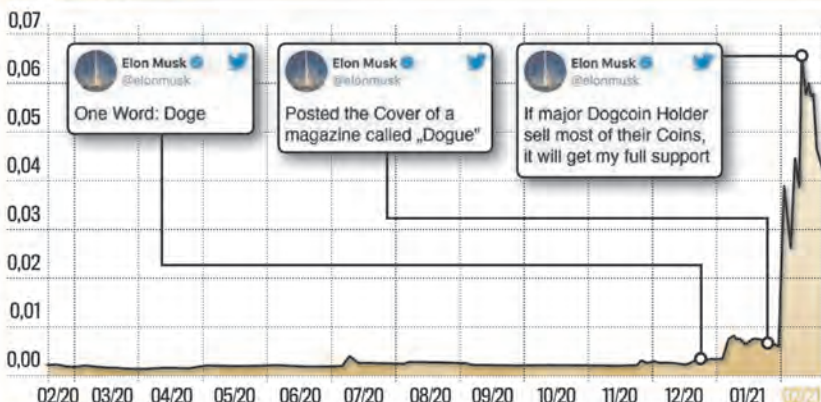 0,07
0,06
0,05
0,04
0,03
0,02
0,01
0,00
Elon Musk
@elonmusk
One Word: Doge
Elon Musk
@elonmusk
Posted the Cover of a
magazine called „Dogue"
Elon Musk
@elonmusk
If major Dogcoin Holder
sell most of their Coins,
it will get my full support
02/20 03/20 04/20 05/20 06/20 07/20 08/20 09/20 10/20 11/20 12/20 01/21 02/21